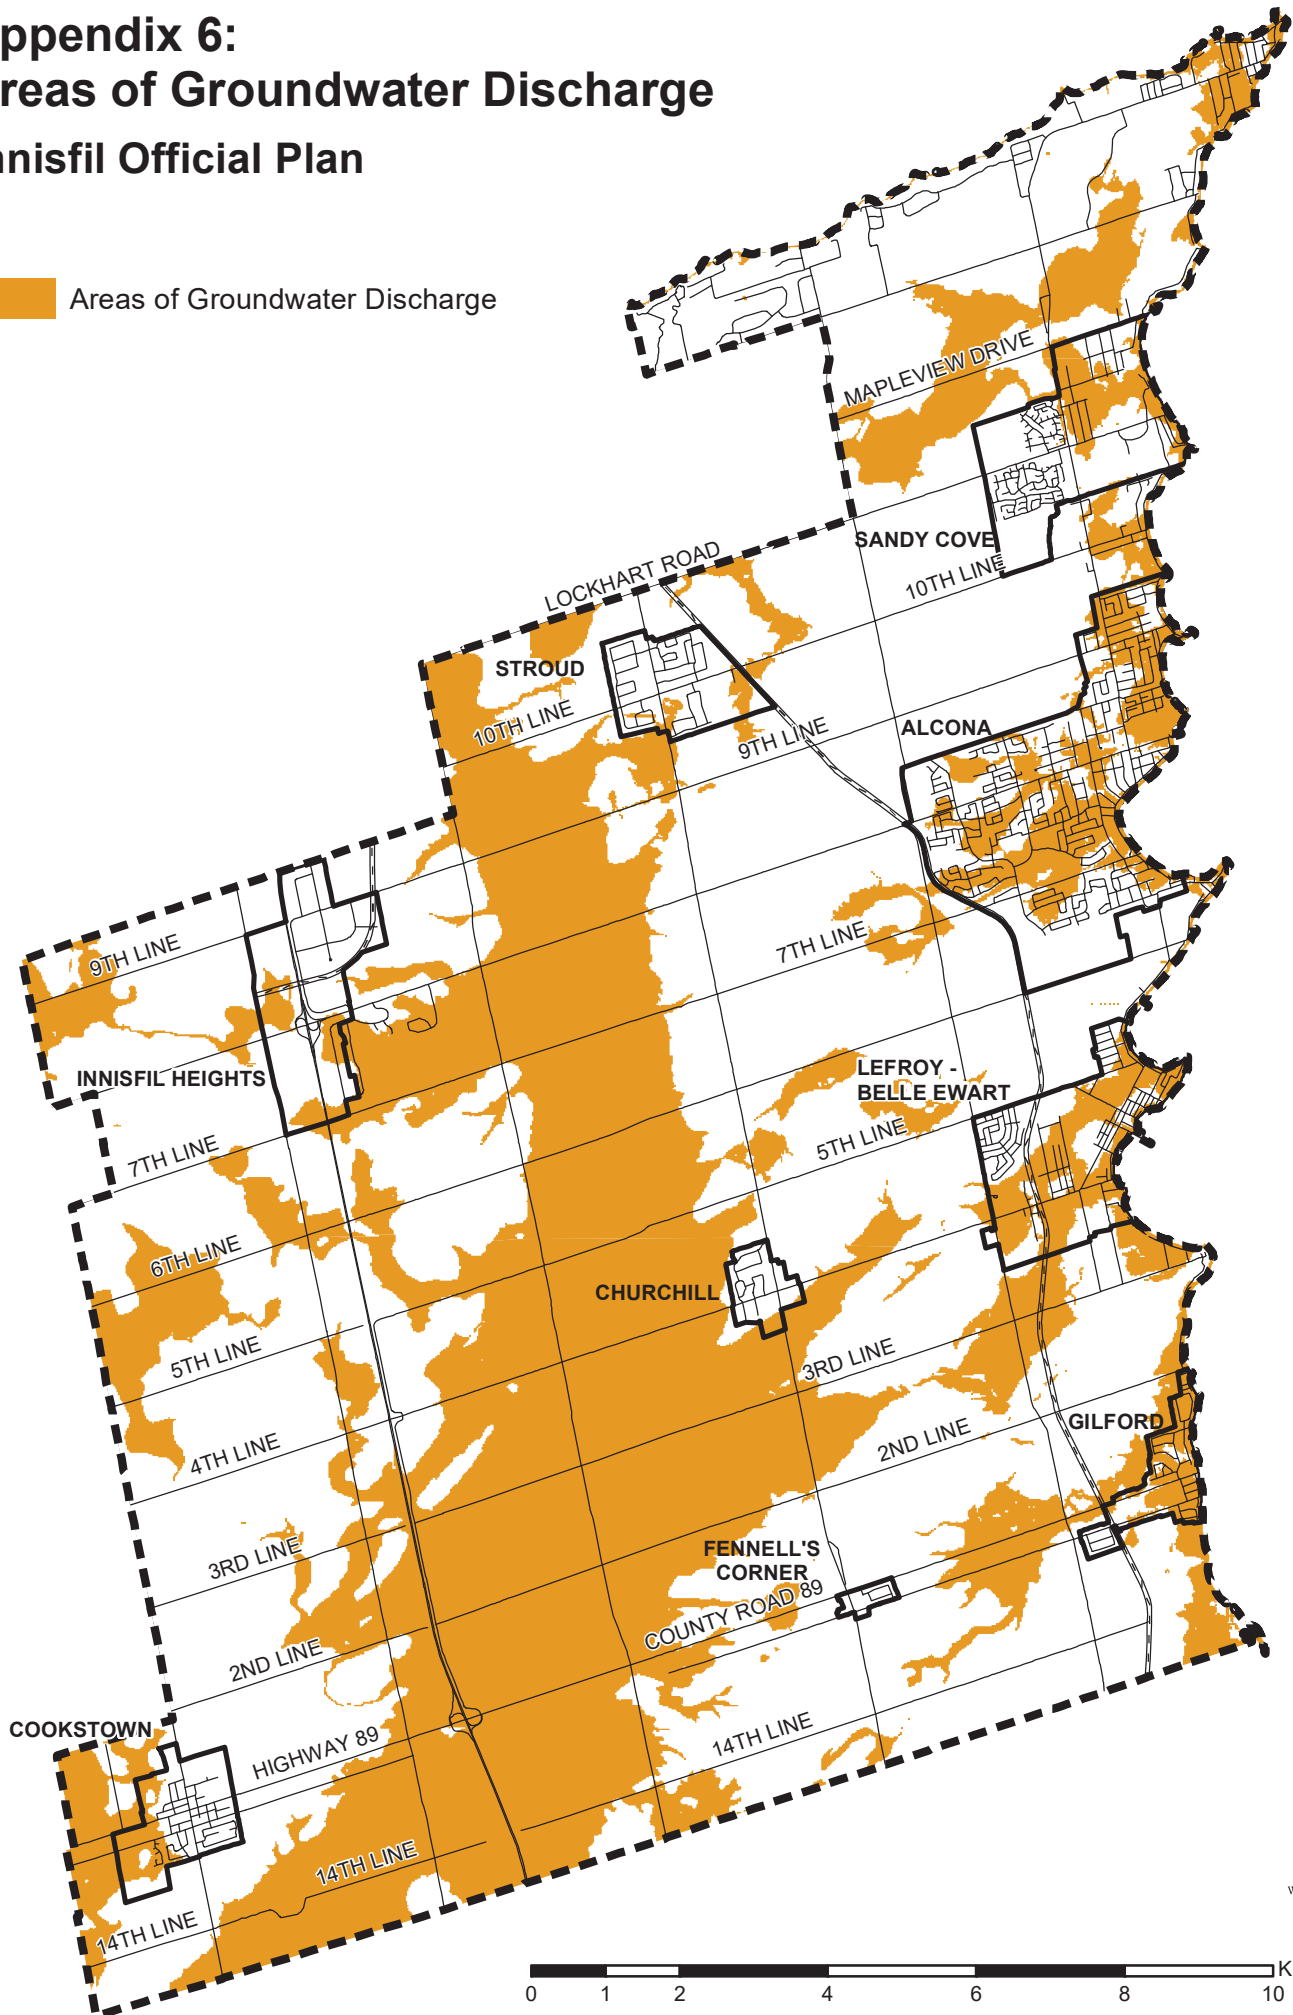 ppendix 6:
reas of Groundwater Discharge
nnisfil Official Plan
Areas of Groundwater Discharge
MAPLEVIEW DRIVE
SANDY COVE
10TH LINE
LOCKHART ROAD
STROUD
10TH LINE
9TH LINE
ALCONA
9TH LINE
7TH LINE
INNISFIL HEIGHTS
LEFROY -
BELLE EWART
7TH LINE
5TH LINE
6TH LINE
CHURCHILL
5TH LINE
3RD LINE
4TH LINE
2ND LINE
GILFORD
3RD LINE
FENNELL'S
CORNER
COUNTY ROAD 89
2ND LINE
COOKSTOWN
HIGHWAY 89
14TH LINE
14TH LINE
14TH LINE
K
0 1 2 4 6 8 10